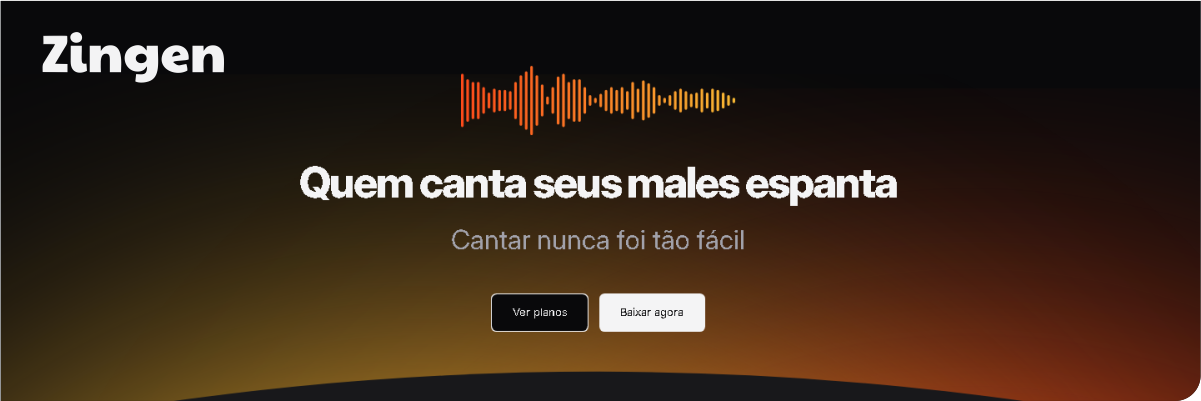 Zingen
Quem canta seus males espanta
Cantar nunca foi tão fácil
Ver planos
Baixar agora